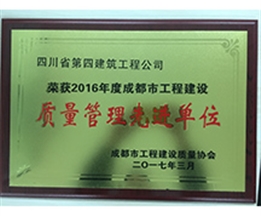 四川省第四建筑工程公司
荣获2016年度成都市工程建设
质量管理先进单位
成都市工程建设质量协会
二〇一七年三月